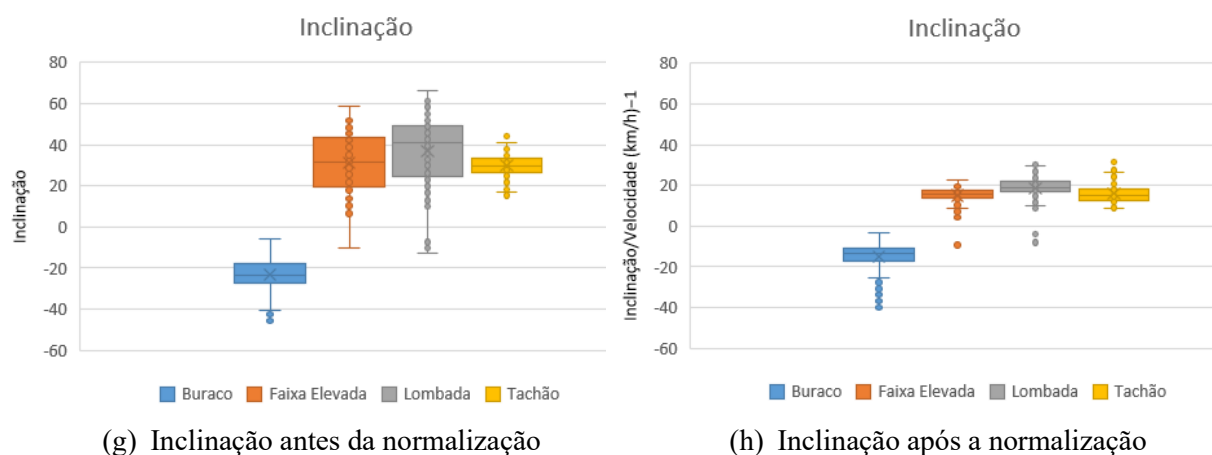 Inclinação
80
60
40
20
0
-20
-40
-60
Inclinação
Buraco Faixa Elevada Lombada Tachão
(g) Inclinação antes da normalização
Inclinação
80
60
40
20
0
-20
-40
-60
Inclinação/Velocidade (km/h)−1
Buraco Faixa Elevada Lombada Tachão
(h) Inclinação após a normalização